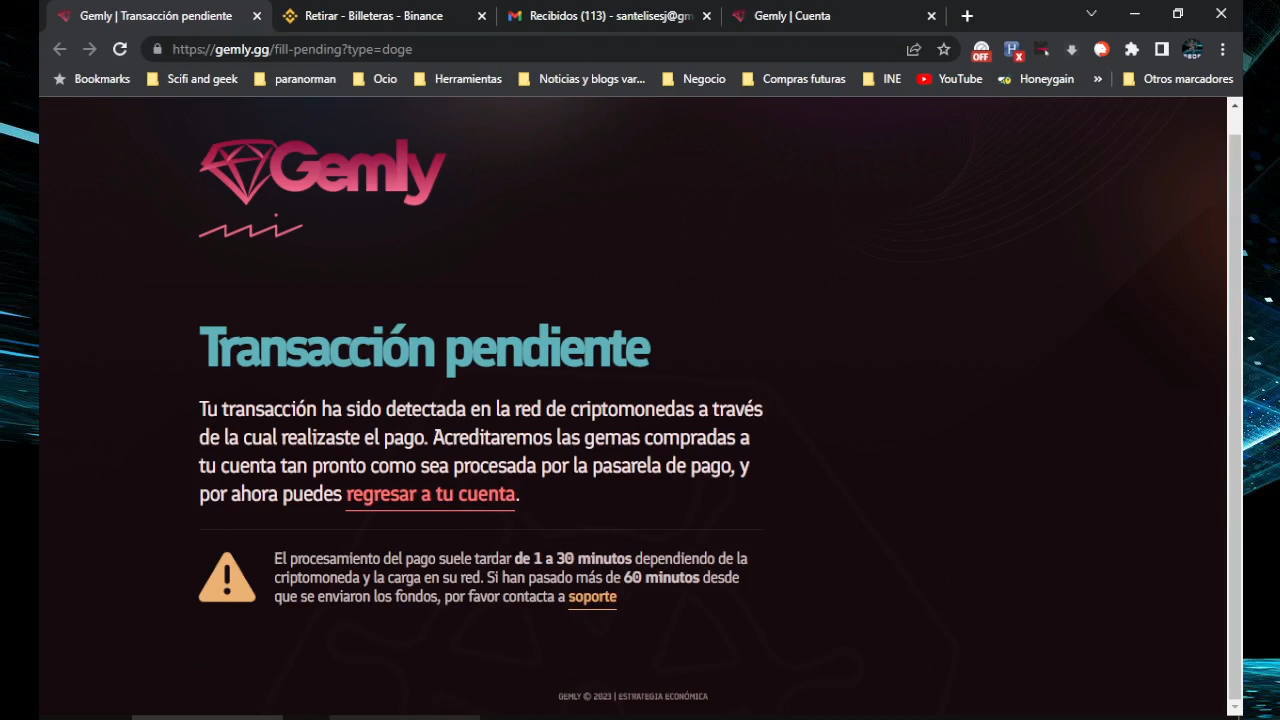 Gemly | Transacción pendiente
Retirar - Billeteras - Binance
Recibidos (113) - santelisesj@gm
Gemly | Cuenta
https://gemly.gg/fill-pending?type=doge
OFF
Bookmarks
Scifi and geek
paranorman
Ocio
Herramientas
Noticias y blogs var...
Negocio
Compras futuras
INE
YouTube
Honeygain
»
Otros marcadores
Gemly
Transacción pendiente
Tu transacción ha sido detectada en la red de criptomonedas a través
de la cual realizaste el pago. Acreditaremos las gemas compradas a
tu cuenta tan pronto como sea procesada por la pasarela de pago, y
por ahora puedes regresar a tu cuenta.
El procesamiento del pago suele tardar de 1 a 30 minutos dependiendo de la
criptomoneda y la carga en su red. Si han pasado más de 60 minutos desde
que se enviaron los fondos, por favor contacta a soporte
GEMLY © 2023 | ESTRATEGIA ECONÓMICA